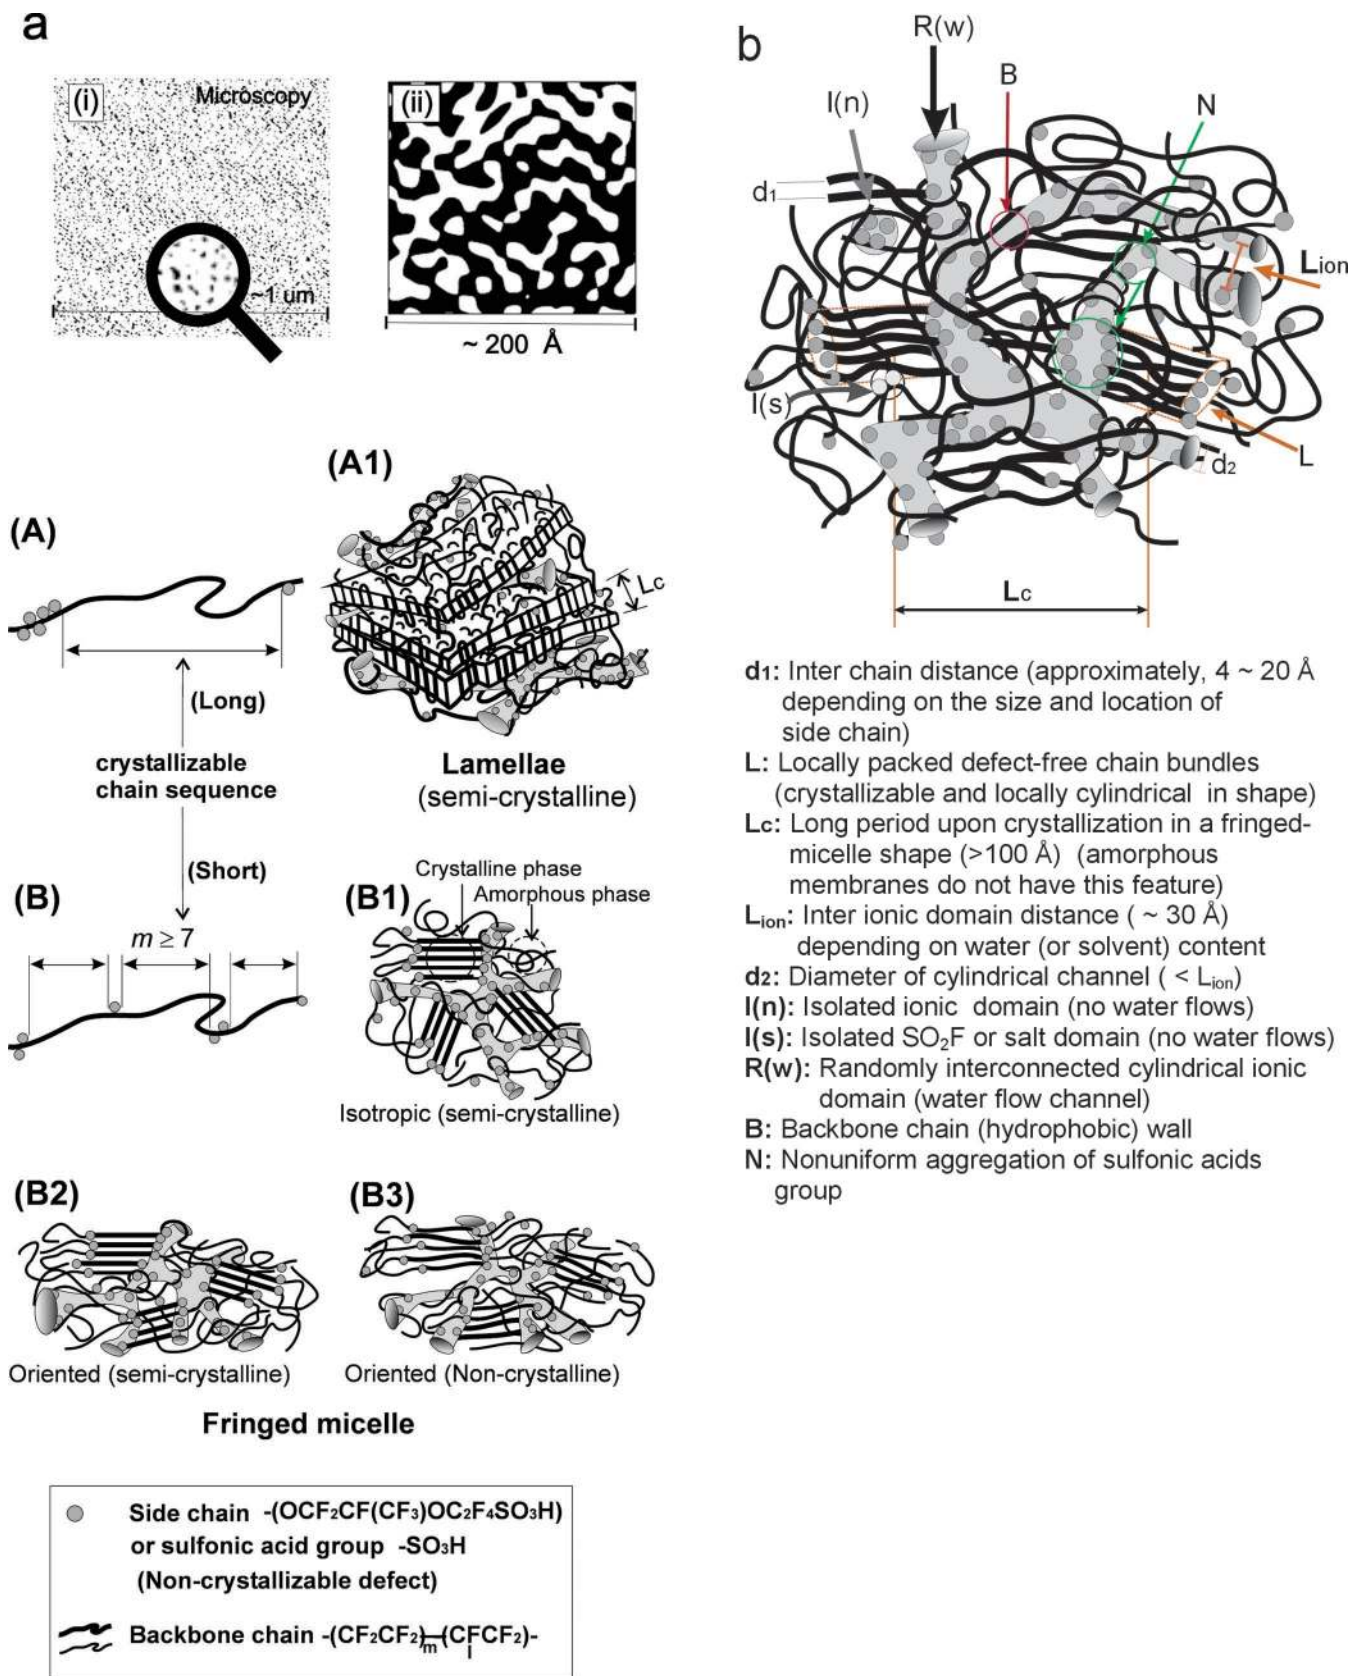 a
(i)
Microscopy
~1 um
(ii)
~ 200 Å
(A)
(Long)
crystallizable
chain sequence
(Short)
(B)
m ≥ 7
(A1)
Lc
Lamellae
(semi-crystalline)
(B1)
Crystalline phase
Amorphous phase
Isotropic (semi-crystalline)
(B2)
Oriented (semi-crystalline)
(B3)
Oriented (Non-crystalline)
Fringed micelle
Side chain -(OCF₂CF(CF₃)OC₂F₄SO₃H)
or sulfonic acid group -SO₃H
(Non-crystallizable defect)
Backbone chain -(CF₂CF₂)ₘ-(CFCF₂)-
b
R(w)
B
I(n)
N
d₁
Lion
I(s)
L
d₂
Lc
d₁: Inter chain distance (approximately, 4 ~ 20 Å
depending on the size and location of
side chain)
L: Locally packed defect-free chain bundles
(crystallizable and locally cylindrical in shape)
Lc: Long period upon crystallization in a fringed-
micelle shape (>100 Å) (amorphous
membranes do not have this feature)
Lion: Inter ionic domain distance ( ~ 30 Å)
depending on water (or solvent) content
d₂: Diameter of cylindrical channel ( < Lion)
I(n): Isolated ionic domain (no water flows)
I(s): Isolated SO₂F or salt domain (no water flows)
R(w): Randomly interconnected cylindrical ionic
domain (water flow channel)
B: Backbone chain (hydrophobic) wall
N: Nonuniform aggregation of sulfonic acids
group